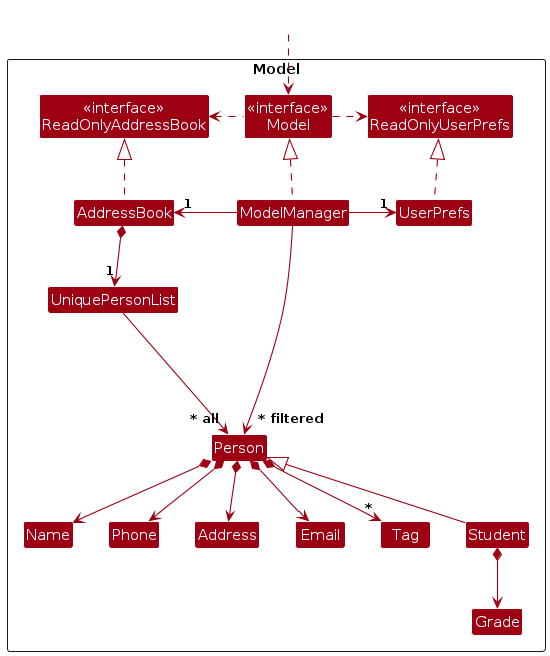 Model
«interface»
ReadOnlyAddressBook
«interface»
Model
«interface»
ReadOnlyUserPrefs
AddressBook
1
ModelManager
1
UserPrefs
1
UniquePersonList
* all
* filtered
Person
*
Name
Phone
Address
Email
Tag
Student
Grade